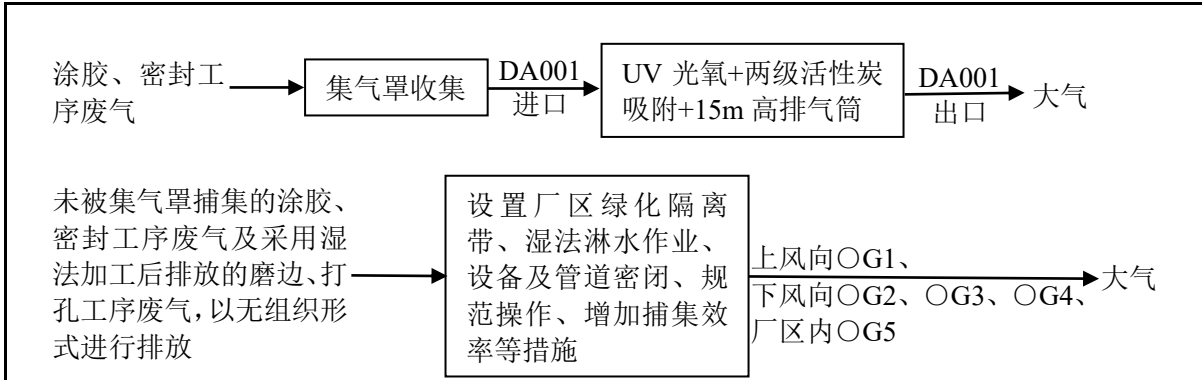 涂胶、密封工
序废气
集气罩收集
DA001
进口
UV 光氧+两级活性炭
吸附+15m 高排气筒
DA001
出口
大气
未被集气罩捕集的涂胶、
密封工序废气及采用湿
法加工后排放的磨边、打
孔工序废气，以无组织形
式进行排放
设置厂区绿化隔离
带、湿法淋水作业、
设备及管道密闭、规
范操作、增加捕集效
率等措施
上风向○G1、
下风向○G2、○G3、○G4、
厂区内○G5
大气